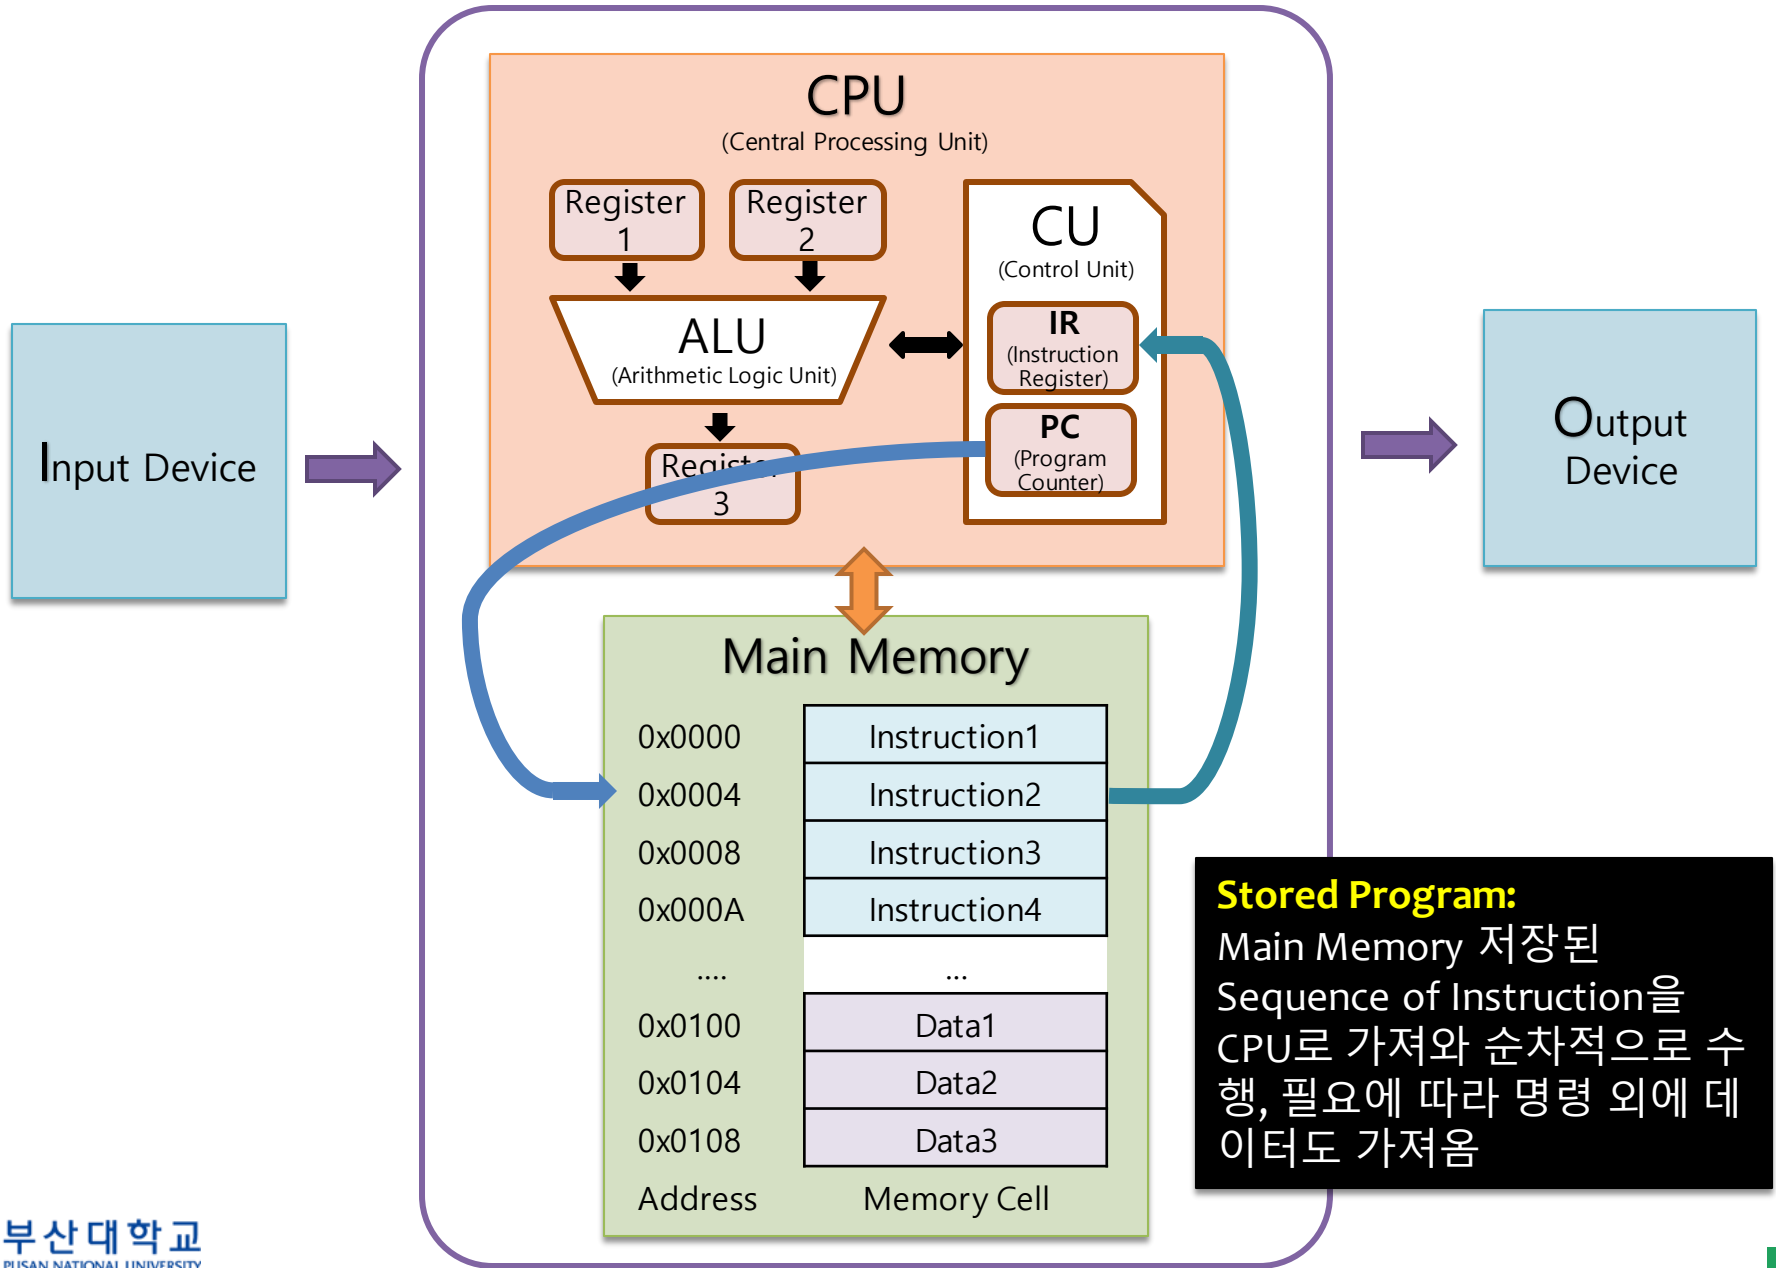 CPU
(Central Processing Unit)
Register
1
Register
2
CU
(Control Unit)
IR
(Instruction
Register)
ALU
(Arithmetic Logic Unit)
PC
(Program
Counter)
Register
3
Input Device
Output
Device
Main Memory
0x0000 Instruction1
0x0004 Instruction2
0x0008 Instruction3
0x000A Instruction4
.... ...
0x0100 Data1
0x0104 Data2
0x0108 Data3
Address Memory Cell
Stored Program:
Main Memory 저장된
Sequence of Instruction을
CPU로 가져와 순차적으로 수
행, 필요에 따라 명령 외에 데
이터도 가져옴
부산대학교
PUSAN NATIONAL UNIVERSITY